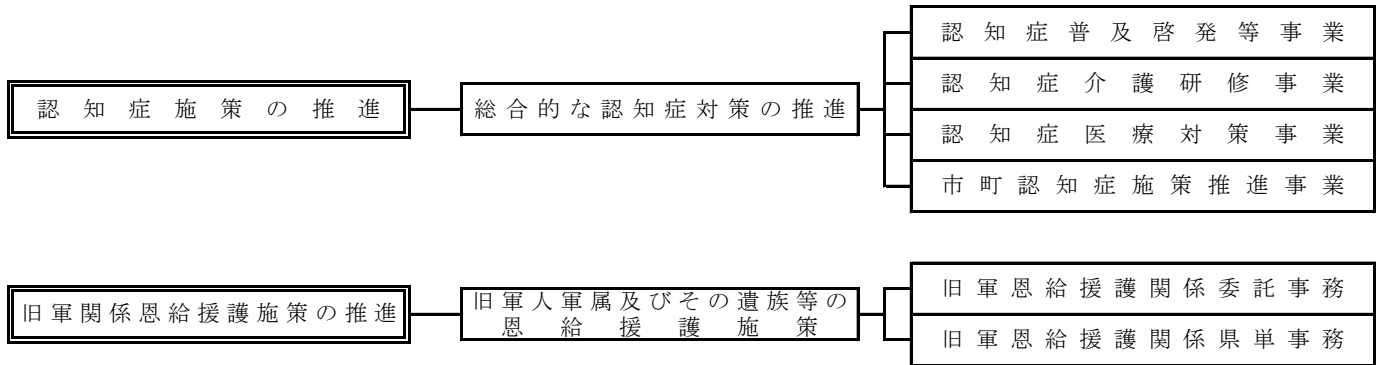 認知症施策の推進
総合的な認知症対策の推進
認知症普及啓発等事業
認知症介護研修事業
認知症医療対策事業
市町認知症施策推進事業
旧軍関係恩給援護施策の推進
旧軍人軍属及びその遺族等の
恩給援護施策
旧軍恩給援護関係委託事務
旧軍恩給援護関係県単事務